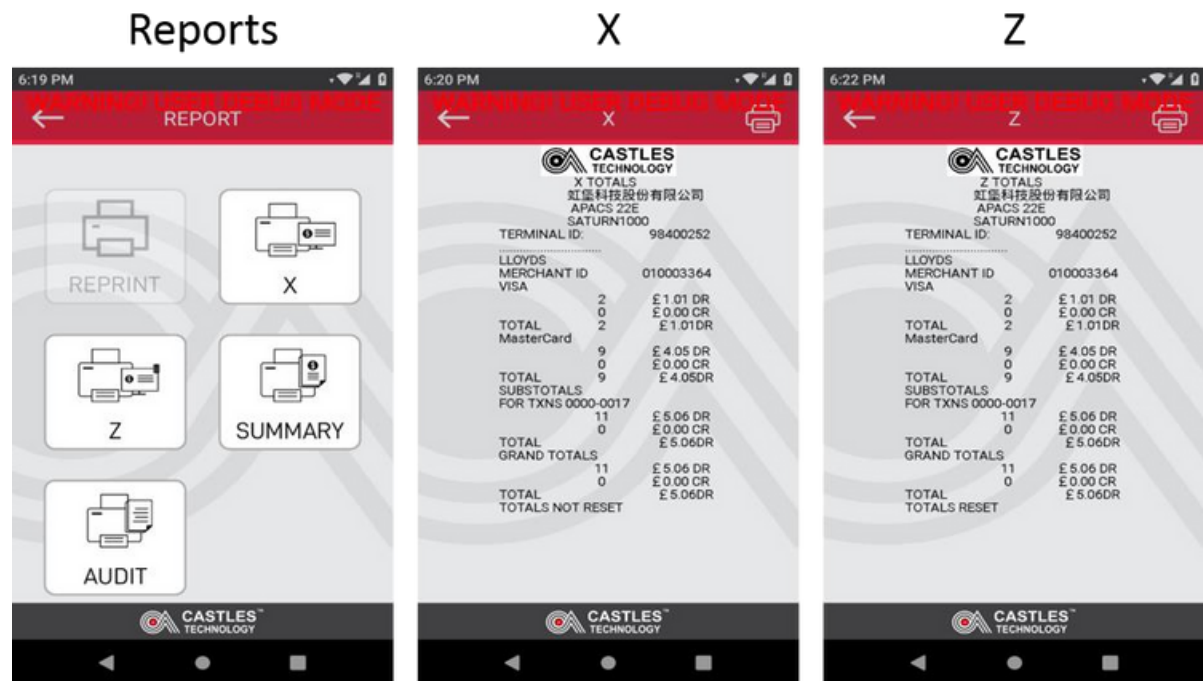 Reports
X
Z
6:19 PM
WARNING! USER DEBUG MODE
REPORT
REPRINT
X
Z
SUMMARY
AUDIT
CASTLES™
TECHNOLOGY
6:20 PM
WARNING! USER DEBUG MODE
X
CASTLES
TECHNOLOGY
X TOTALS
虹堡科技股份有限公司
APACS 22E
SATURN1000
TERMINAL ID: 98400252
........................
LLOYDS
MERCHANT ID 010003364
VISA
2 £1.01 DR
0 £0.00 CR
TOTAL 2 £1.01DR
MasterCard
9 £4.05 DR
0 £0.00 CR
TOTAL 9 £4.05DR
SUBSTOTALS
FOR TXNS 0000-0017
11 £5.06 DR
0 £0.00 CR
TOTAL £5.06DR
GRAND TOTALS
11 £5.06 DR
0 £0.00 CR
TOTAL £5.06DR
TOTALS NOT RESET
CASTLES™
TECHNOLOGY
6:22 PM
WARNING! USER DEBUG MODE
Z
CASTLES
TECHNOLOGY
Z TOTALS
虹堡科技股份有限公司
APACS 22E
SATURN1000
TERMINAL ID: 98400252
........................
LLOYDS
MERCHANT ID 010003364
VISA
2 £1.01 DR
0 £0.00 CR
TOTAL 2 £1.01DR
MasterCard
9 £4.05 DR
0 £0.00 CR
TOTAL 9 £4.05DR
SUBSTOTALS
FOR TXNS 0000-0017
11 £5.06 DR
0 £0.00 CR
TOTAL £5.06DR
GRAND TOTALS
11 £5.06 DR
0 £0.00 CR
TOTAL £5.06DR
TOTALS RESET
CASTLES™
TECHNOLOGY